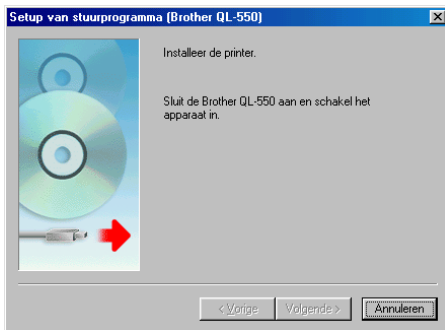 Setup van stuurprogramma (Brother QL-550)
Installeer de printer.
Sluit de Brother QL-550 aan en schakel het
apparaat in.
< Vorige
Volgende >
Annuleren